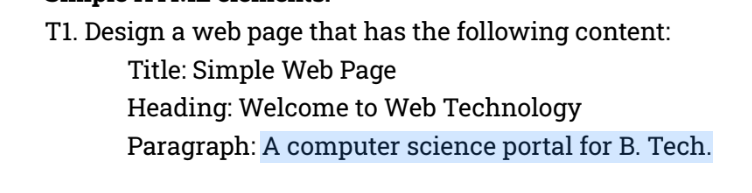 T1. Design a web page that has the following content:
Title: Simple Web Page
Heading: Welcome to Web Technology
Paragraph: A computer science portal for B. Tech.